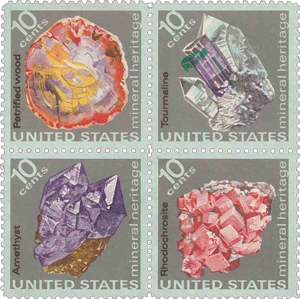 10 cents
Petrified wood
mineral heritage
UNITED STATES
10 cents
Tourmaline
mineral heritage
UNITED STATES
10 cents
Amethyst
mineral heritage
UNITED STATES
10 cents
Rhodochrosite
mineral heritage
UNITED STATES